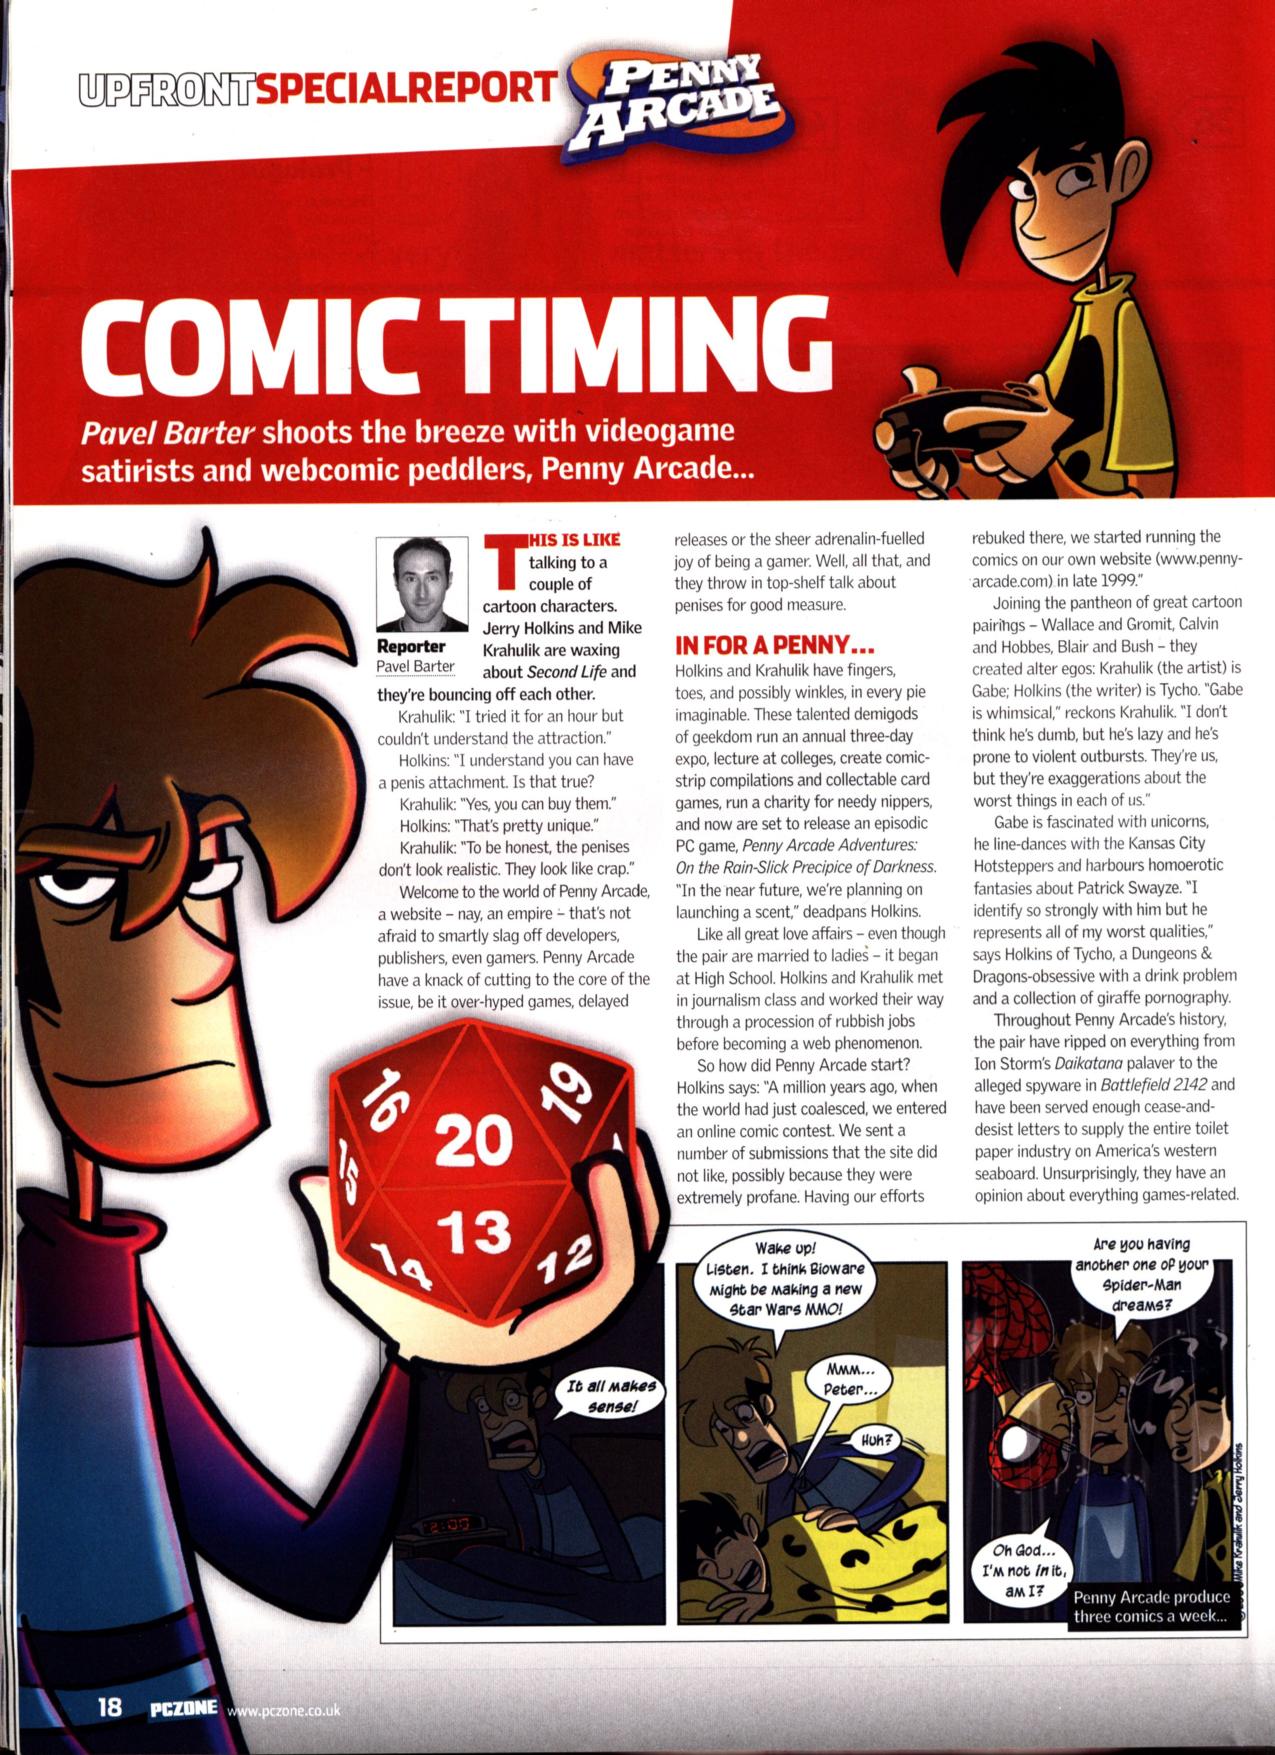 UPFRONTSPECIALREPORT
PENNY
ARCADE
COMIC TIMING
Pavel Barter shoots the breeze with videogame
satirists and webcomic peddlers, Penny Arcade...
Reporter
Pavel Barter
THIS IS LIKE
talking to a
couple of
cartoon characters.
Jerry Holkins and Mike
Krahulik are waxing
about Second Life and
they're bouncing off each other.
Krahulik: "I tried it for an hour but
couldn't understand the attraction."
Holkins: "I understand you can have
a penis attachment. Is that true?
Krahulik: "Yes, you can buy them."
Holkins: "That's pretty unique."
Krahulik: "To be honest, the penises
don't look realistic. They look like crap."
Welcome to the world of Penny Arcade,
a website – nay, an empire – that's not
afraid to smartly slag off developers,
publishers, even gamers. Penny Arcade
have a knack of cutting to the core of the
issue, be it over-hyped games, delayed
releases or the sheer adrenalin-fuelled
joy of being a gamer. Well, all that, and
they throw in top-shelf talk about
penises for good measure.
IN FOR A PENNY...
Holkins and Krahulik have fingers,
toes, and possibly winkles, in every pie
imaginable. These talented demigods
of geekdom run an annual three-day
expo, lecture at colleges, create comic-
strip compilations and collectable card
games, run a charity for needy nippers,
and now are set to release an episodic
PC game, Penny Arcade Adventures:
On the Rain-Slick Precipice of Darkness.
"In the near future, we're planning on
launching a scent," deadpans Holkins.
Like all great love affairs – even though
the pair are married to ladies – it began
at High School. Holkins and Krahulik met
in journalism class and worked their way
through a procession of rubbish jobs
before becoming a web phenomenon.
So how did Penny Arcade start?
Holkins says: "A million years ago, when
the world had just coalesced, we entered
an online comic contest. We sent a
number of submissions that the site did
not like, possibly because they were
extremely profane. Having our efforts
rebuked there, we started running the
comics on our own website (www.penny-
arcade.com) in late 1999."
Joining the pantheon of great cartoon
pairings – Wallace and Gromit, Calvin
and Hobbes, Blair and Bush – they
created alter egos: Krahulik (the artist) is
Gabe; Holkins (the writer) is Tycho. "Gabe
is whimsical," reckons Krahulik. "I don't
think he's dumb, but he's lazy and he's
prone to violent outbursts. They're us,
but they're exaggerations about the
worst things in each of us."
Gabe is fascinated with unicorns,
he line-dances with the Kansas City
Hotsteppers and harbours homoerotic
fantasies about Patrick Swayze. "I
identify so strongly with him but he
represents all of my worst qualities,"
says Holkins of Tycho, a Dungeons &
Dragons-obsessive with a drink problem
and a collection of giraffe pornography.
Throughout Penny Arcade's history,
the pair have ripped on everything from
Ion Storm's Daikatana palaver to the
alleged spyware in Battlefield 2142 and
have been served enough cease-and-
desist letters to supply the entire toilet
paper industry on America's western
seaboard. Unsurprisingly, they have an
opinion about everything games-related.
16
19
20
15
1
13
14
12
It all makes
sense!
2:00
Wake up!
Listen. I think Bioware
might be making a new
Star Wars MMO!
Mmm...
Peter...
Huh?
Are you having
another one of your
Spider-Man
dreams?
Oh God...
I'm not in it,
am I?
Mike Krahulik and Jerry Holkins
Penny Arcade produce
three comics a week...
18 PCZONE www.pczone.co.uk